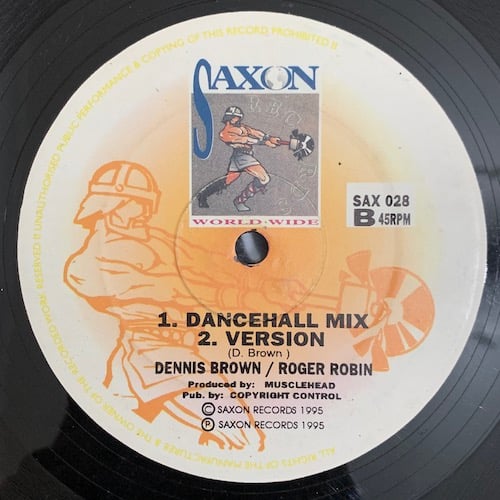 ALL RIGHTS OF THE MANUFACTURER & THE OWNER OF THE RECORDED WORK RESERVED !! UNAUTHORISED PUBLIC PERFORMANCE & COPYING OF THIS RECORD PROHIBITED !!
SAXON
WORLD·WIDE
SAX 028
B 45RPM
1. DANCEHALL MIX
2. VERSION
(D. Brown )
DENNIS BROWN / ROGER ROBIN
Produced by: MUSCLEHEAD
Pub. by: COPYRIGHT CONTROL
© SAXON RECORDS 1995
℗ SAXON RECORDS 1995